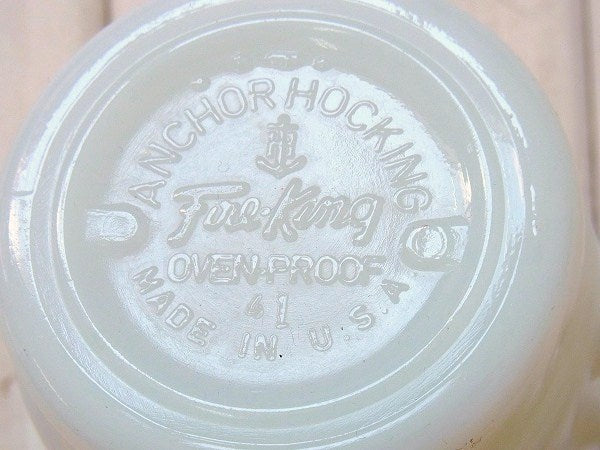 ANCHOR HOCKING
Fire-King
OVEN-PROOF
41
MADE IN U.S.A